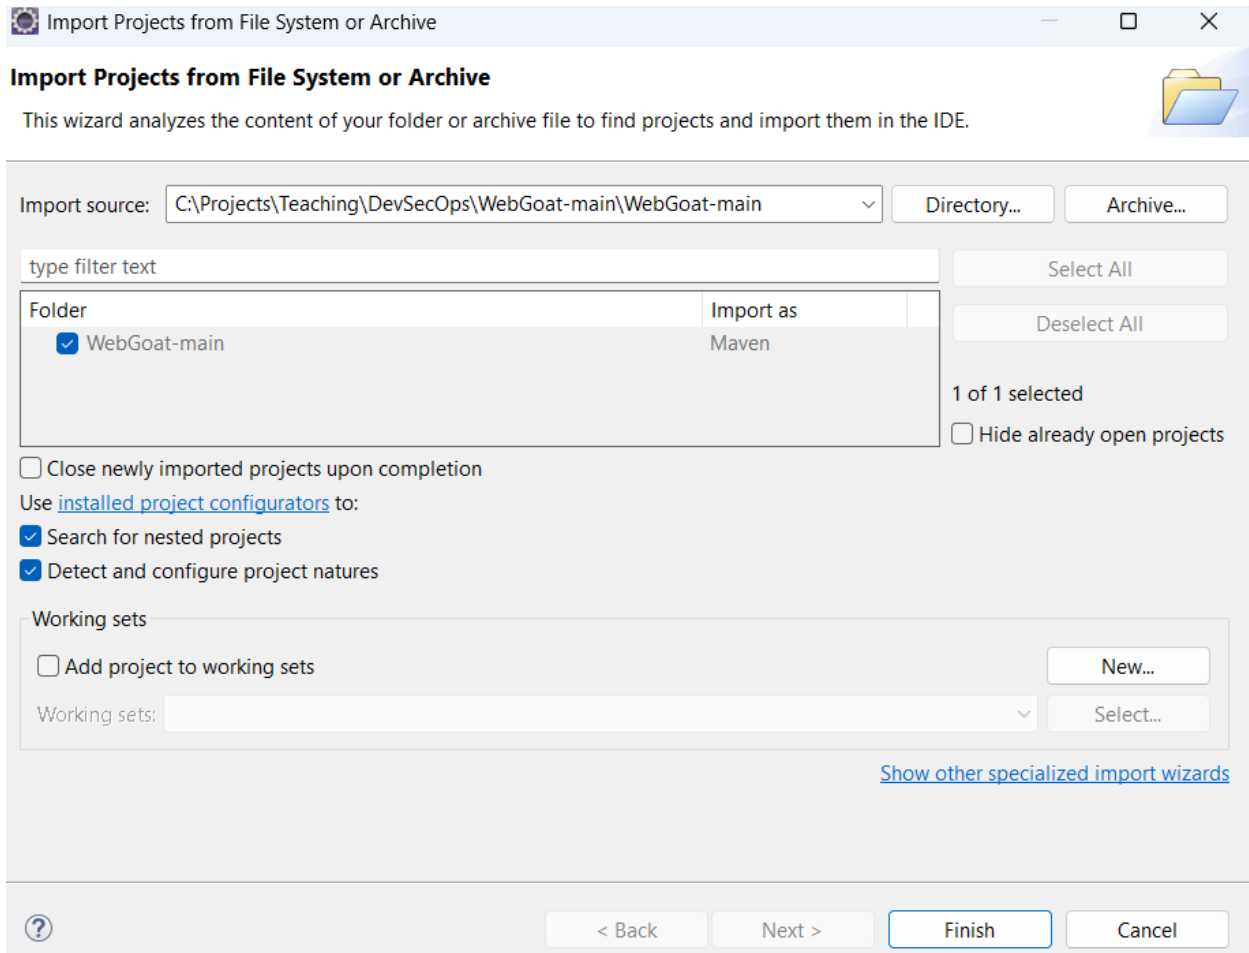 Import Projects from File System or Archive
Import Projects from File System or Archive
This wizard analyzes the content of your folder or archive file to find projects and import them in the IDE.
Import source: C:\Projects\Teaching\DevSecOps\WebGoat-main\WebGoat-main Directory... Archive...
type filter text Select All
Folder Import as
Deselect All
WebGoat-main Maven
1 of 1 selected
Hide already open projects
Close newly imported projects upon completion
Use installed project configurators to:
Search for nested projects
Detect and configure project natures
Working sets
Add project to working sets New...
Working sets: Select...
Show other specialized import wizards
? < Back Next > Finish Cancel